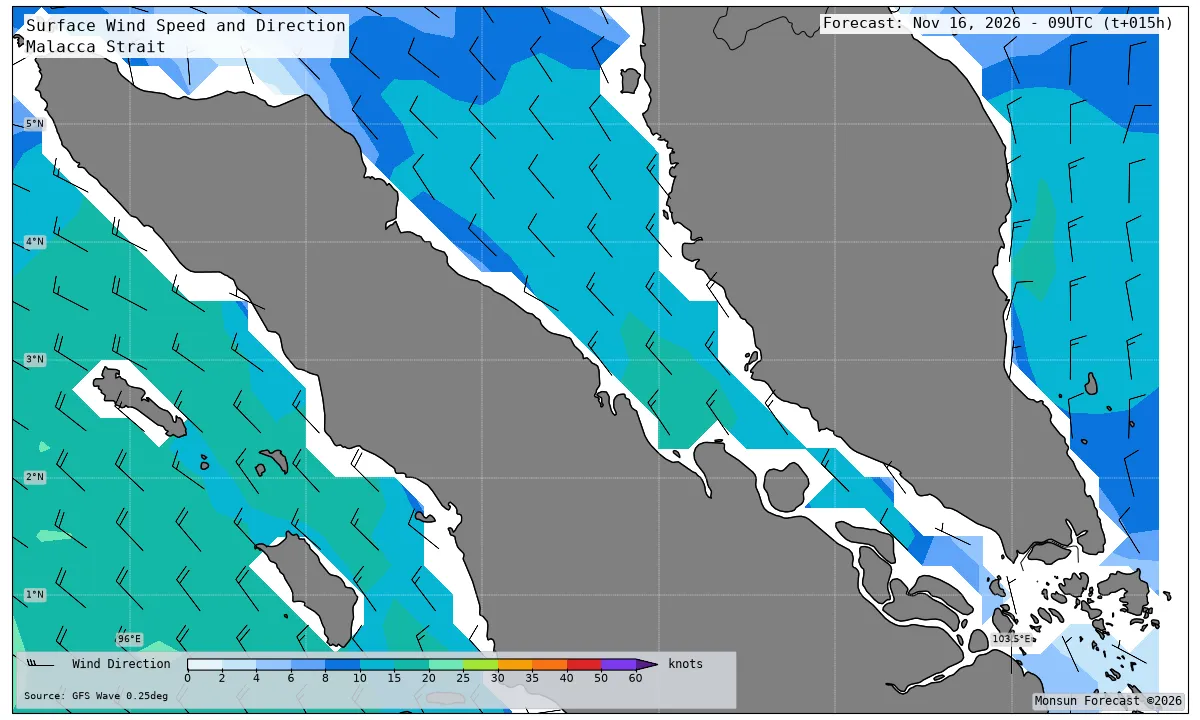 Surface Wind Speed and Direction
Malacca Strait
Forecast: Nov 16, 2026 - 09UTC (t+015h)
5°N
4°N
3°N
2°N
1°N
96°E
103.5°E
Wind Direction
0 2 4 6 8 10 15 20 25 30 35 40 50 60
knots
Source: GFS Wave 0.25deg
Monsun Forecast ©2026